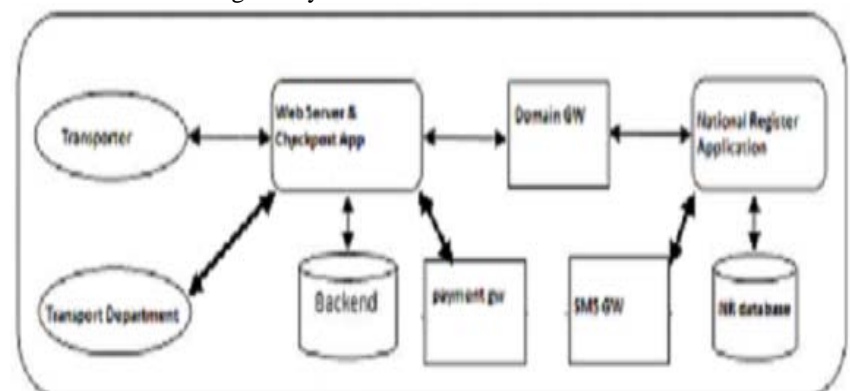 Transporter
Web Server &
Checkpost App
Domain GW
National Register
Application
Transport Department
Backend
payment gw
SMS GW
NR database